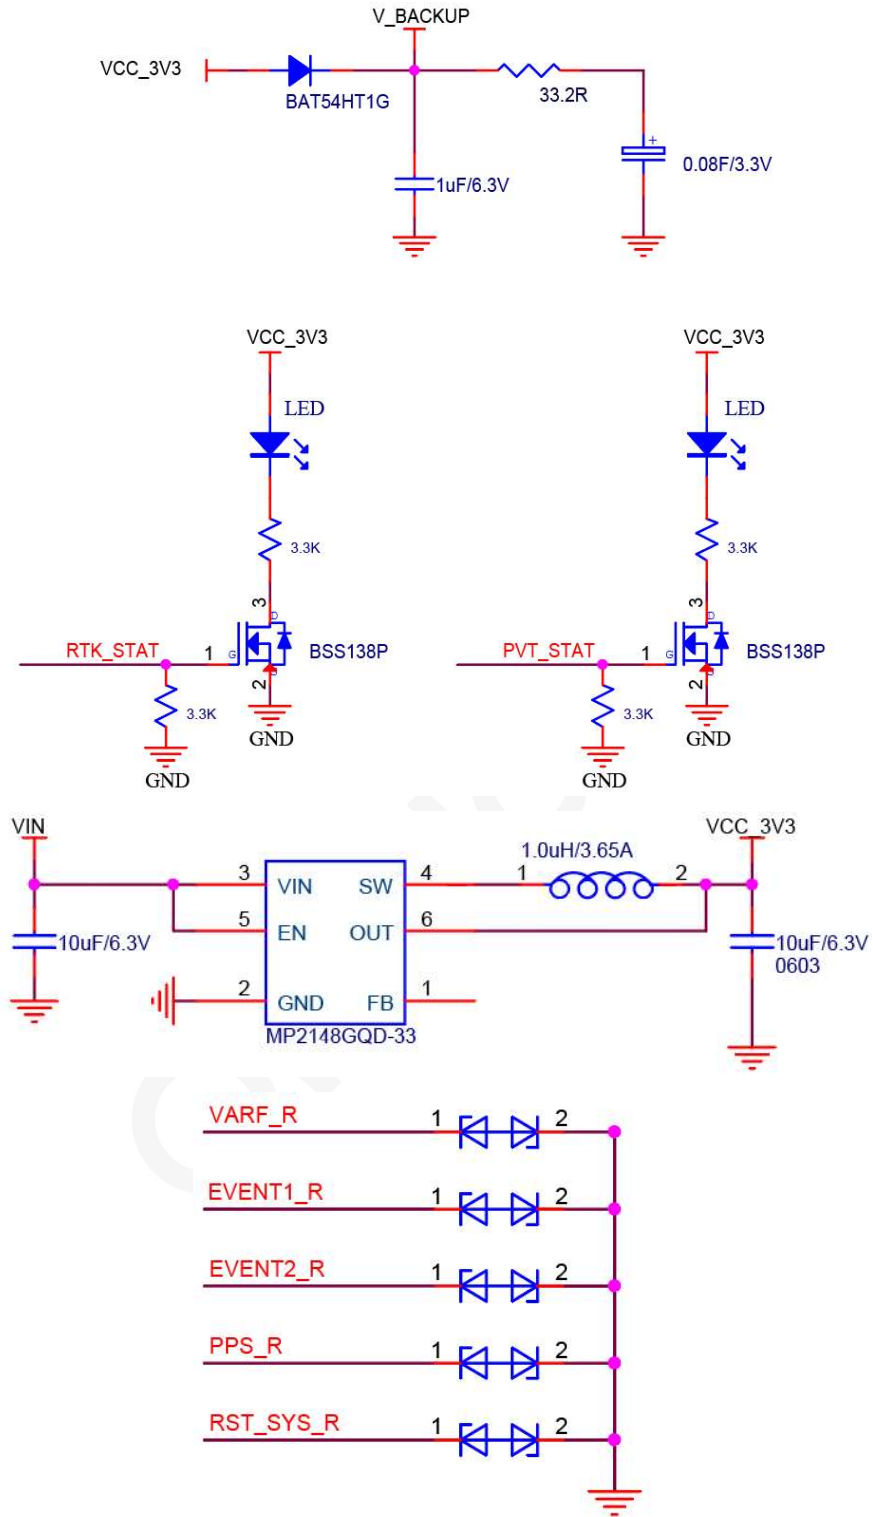 V_BACKUP
VCC_3V3
BAT54HT1G
33.2R
+
0.08F/3.3V
1uF/6.3V
VCC_3V3
VCC_3V3
LED
LED
3.3K
3.3K
3
D
3
D
RTK_STAT
1
G
BSS138P
PVT_STAT
1
G
BSS138P
2
2
3.3K
3.3K
GND
GND
GND
GND
VIN
VCC_3V3
1.0uH/3.65A
3
VIN
SW
4
1
2
5
EN
OUT
6
10uF/6.3V
10uF/6.3V
0603
2
GND
FB
1
MP2148GQD-33
VARF_R
1
2
EVENT1_R
1
2
EVENT2_R
1
2
PPS_R
1
2
RST_SYS_R
1
2